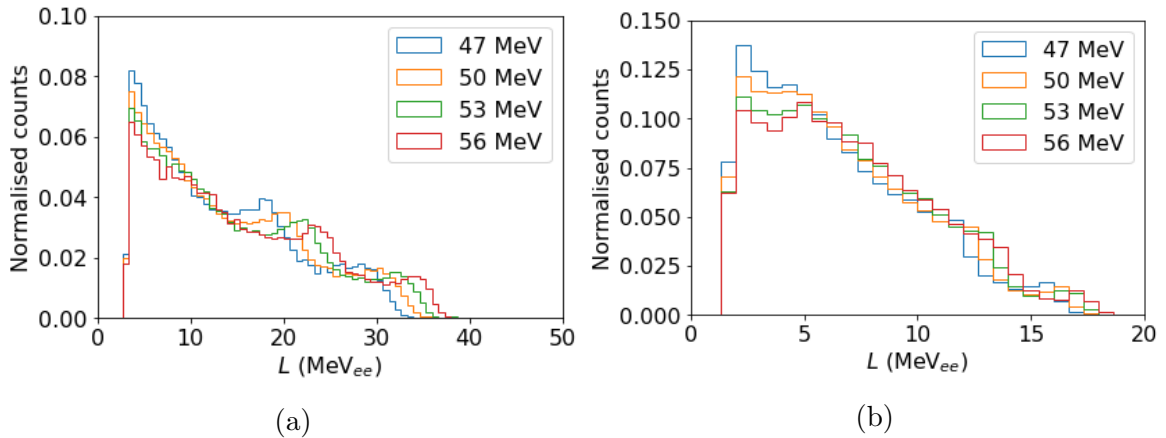 0.10
0.08
0.06
0.04
0.02
0.00
Normalised counts
0 10 20 30 40 50
L (MeVee)
47 MeV
50 MeV
53 MeV
56 MeV
(a)
0.150
0.125
0.100
0.075
0.050
0.025
0.000
Normalised counts
0 5 10 15 20
L (MeVee)
47 MeV
50 MeV
53 MeV
56 MeV
(b)